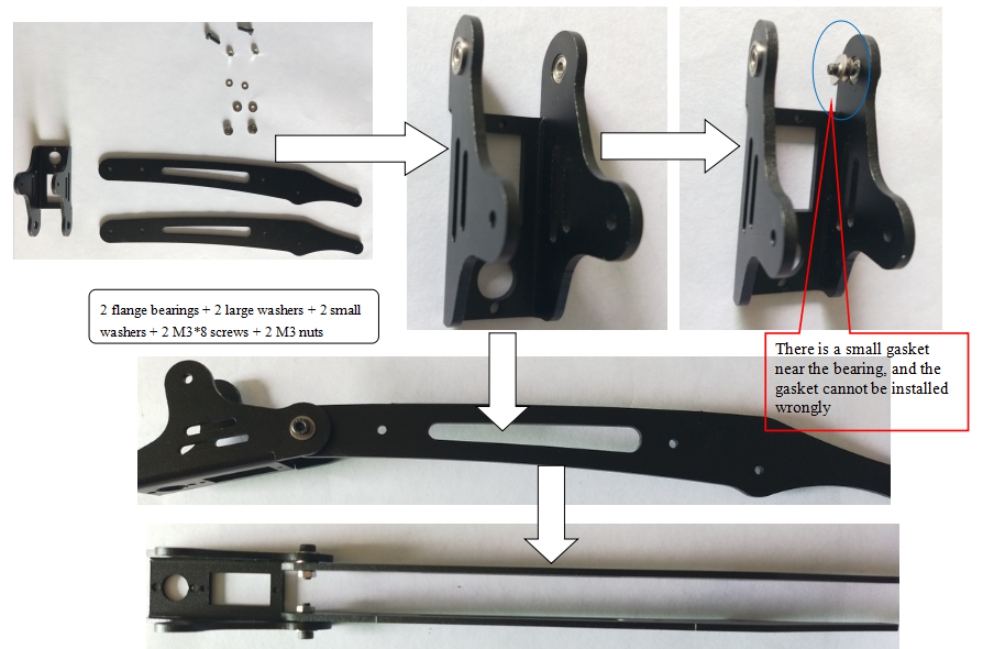 2 flange bearings + 2 large washers + 2 small
washers + 2 M3*8 screws + 2 M3 nuts
There is a small gasket
near the bearing, and the
gasket cannot be installed
wrongly